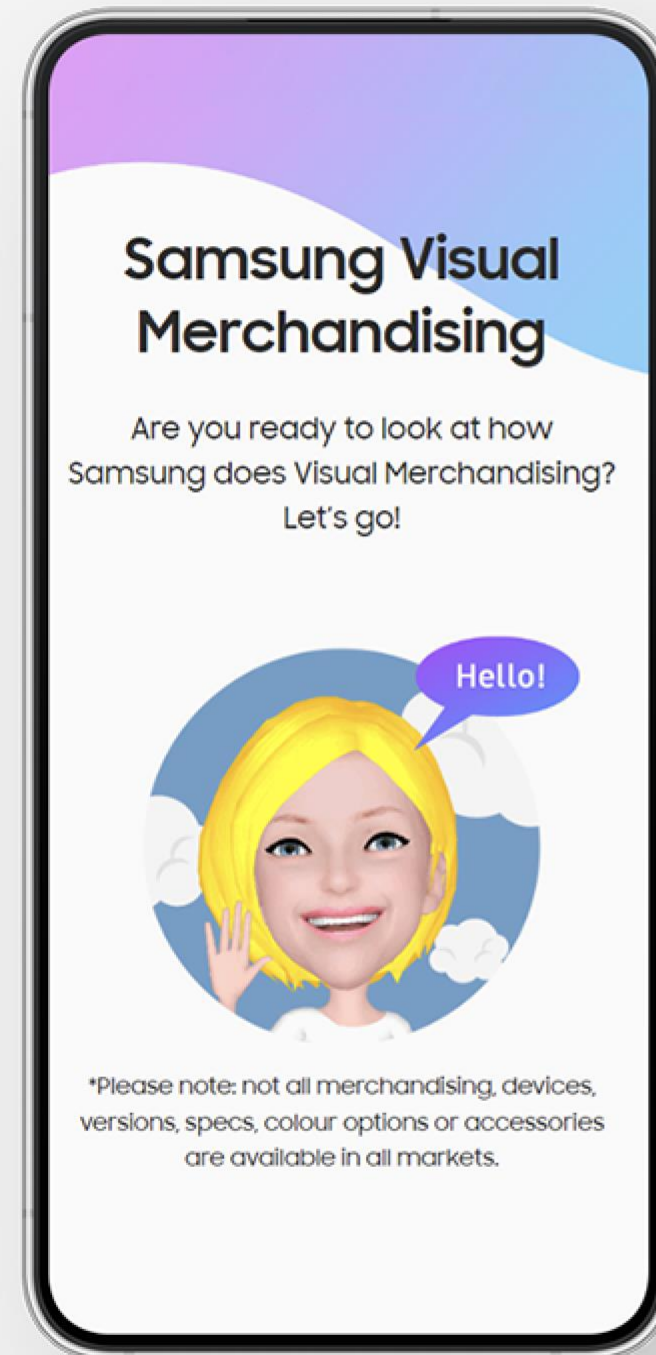 Samsung Visual
Merchandising
Are you ready to look at how
Samsung does Visual Merchandising?
Let's go!
Hello!
*Please note: not all merchandising, devices,
versions, specs, colour options or accessories
are available in all markets.